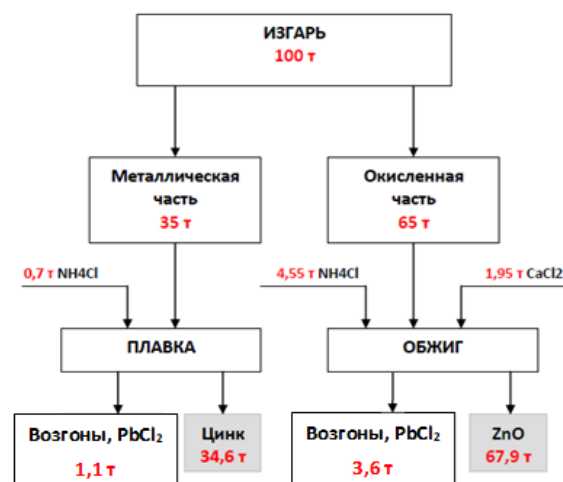 ИЗГАРЬ
100 т
Металлическая
часть
35 т
Окисленная
часть
65 т
0,7 т NH4Cl
4,55 т NH4Cl
1,95 т CaCl2
ПЛАВКА
ОБЖИГ
Возгоны, PbCl₂
1,1 т
Цинк
34,6 т
Возгоны, PbCl₂
3,6 т
ZnO
67,9 т